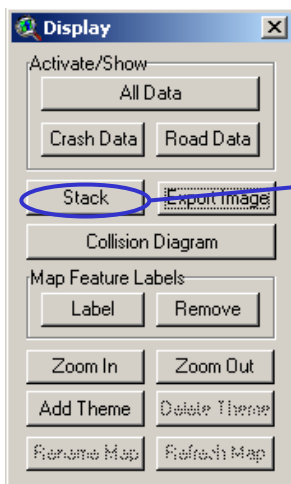 Display
Activate/Show
All Data
Crash Data Road Data
Stack Export Image
Collision Diagram
Map Feature Labels
Label Remove
Zoom In Zoom Out
Add Theme Delete Theme
Rename Map Refresh Map